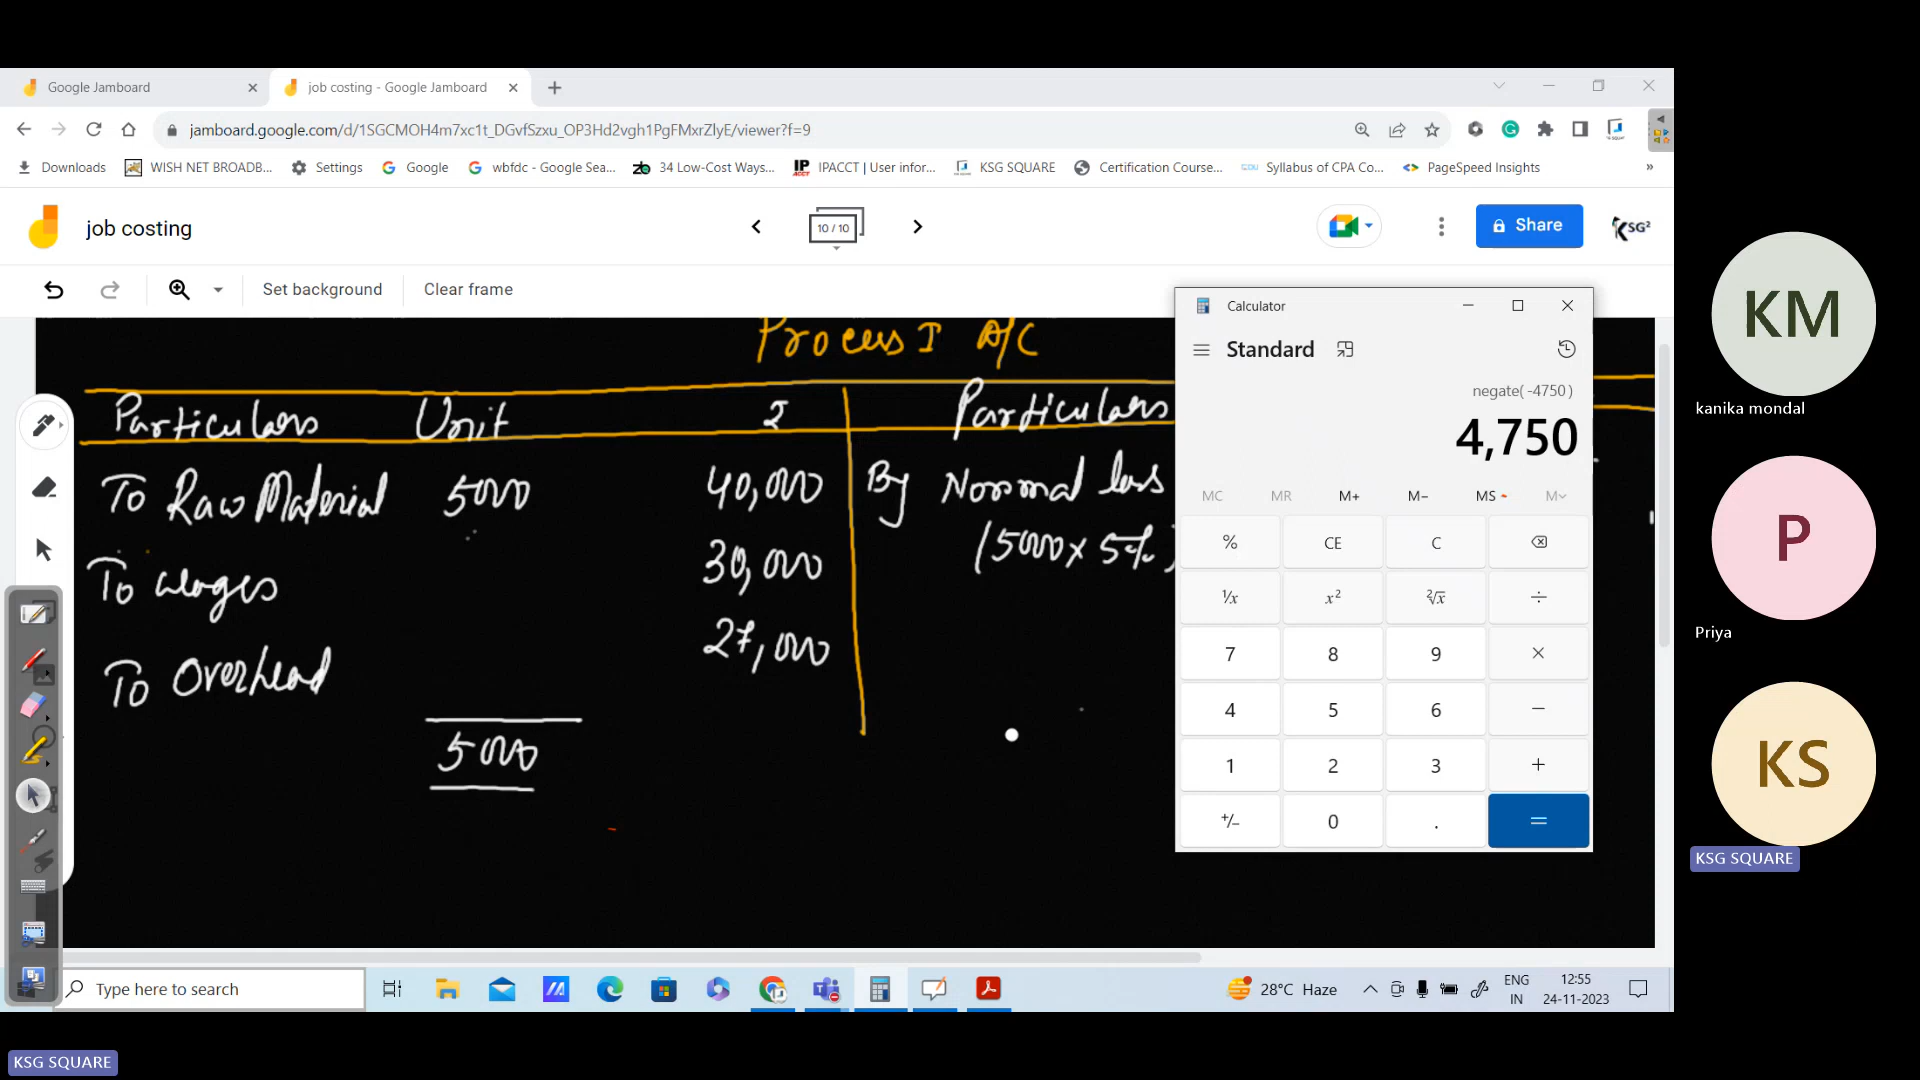 Google Jamboard
job costing - Google Jamboard
jamboard.google.com/d/1SGCMOH4m7xc1t_DGvfSzxu_OP3Hd2vgh1PgFMxrZlyE/viewer?f=9
Downloads WISH NET BROADB... Settings Google wbfdc - Google Sea... 34 Low-Cost Ways... IPACCT | User infor... KSG SQUARE Certification Course... Syllabus of CPA Co... PageSpeed Insights »
job costing
10 / 10
Share
KSG²
Set background Clear frame
Process I A/C
Particulars Unit ₹ Particulars
To Raw Material 5000 40,000 By Normal loss
(5000 x 5%)
To Wages 30,000
To Overhead 27,000
5000
Calculator
Standard
negate( -4750 )
4,750
MC MR M+ M− MS M˅
% CE C
¹/x x² ²√x ÷
7 8 9 ×
4 5 6 −
1 2 3 +
+/− 0 . =
Type here to search
28°C Haze
ENG
IN
12:55
24-11-2023
KM
kanika mondal
P
Priya
KS
KSG SQUARE
KSG SQUARE